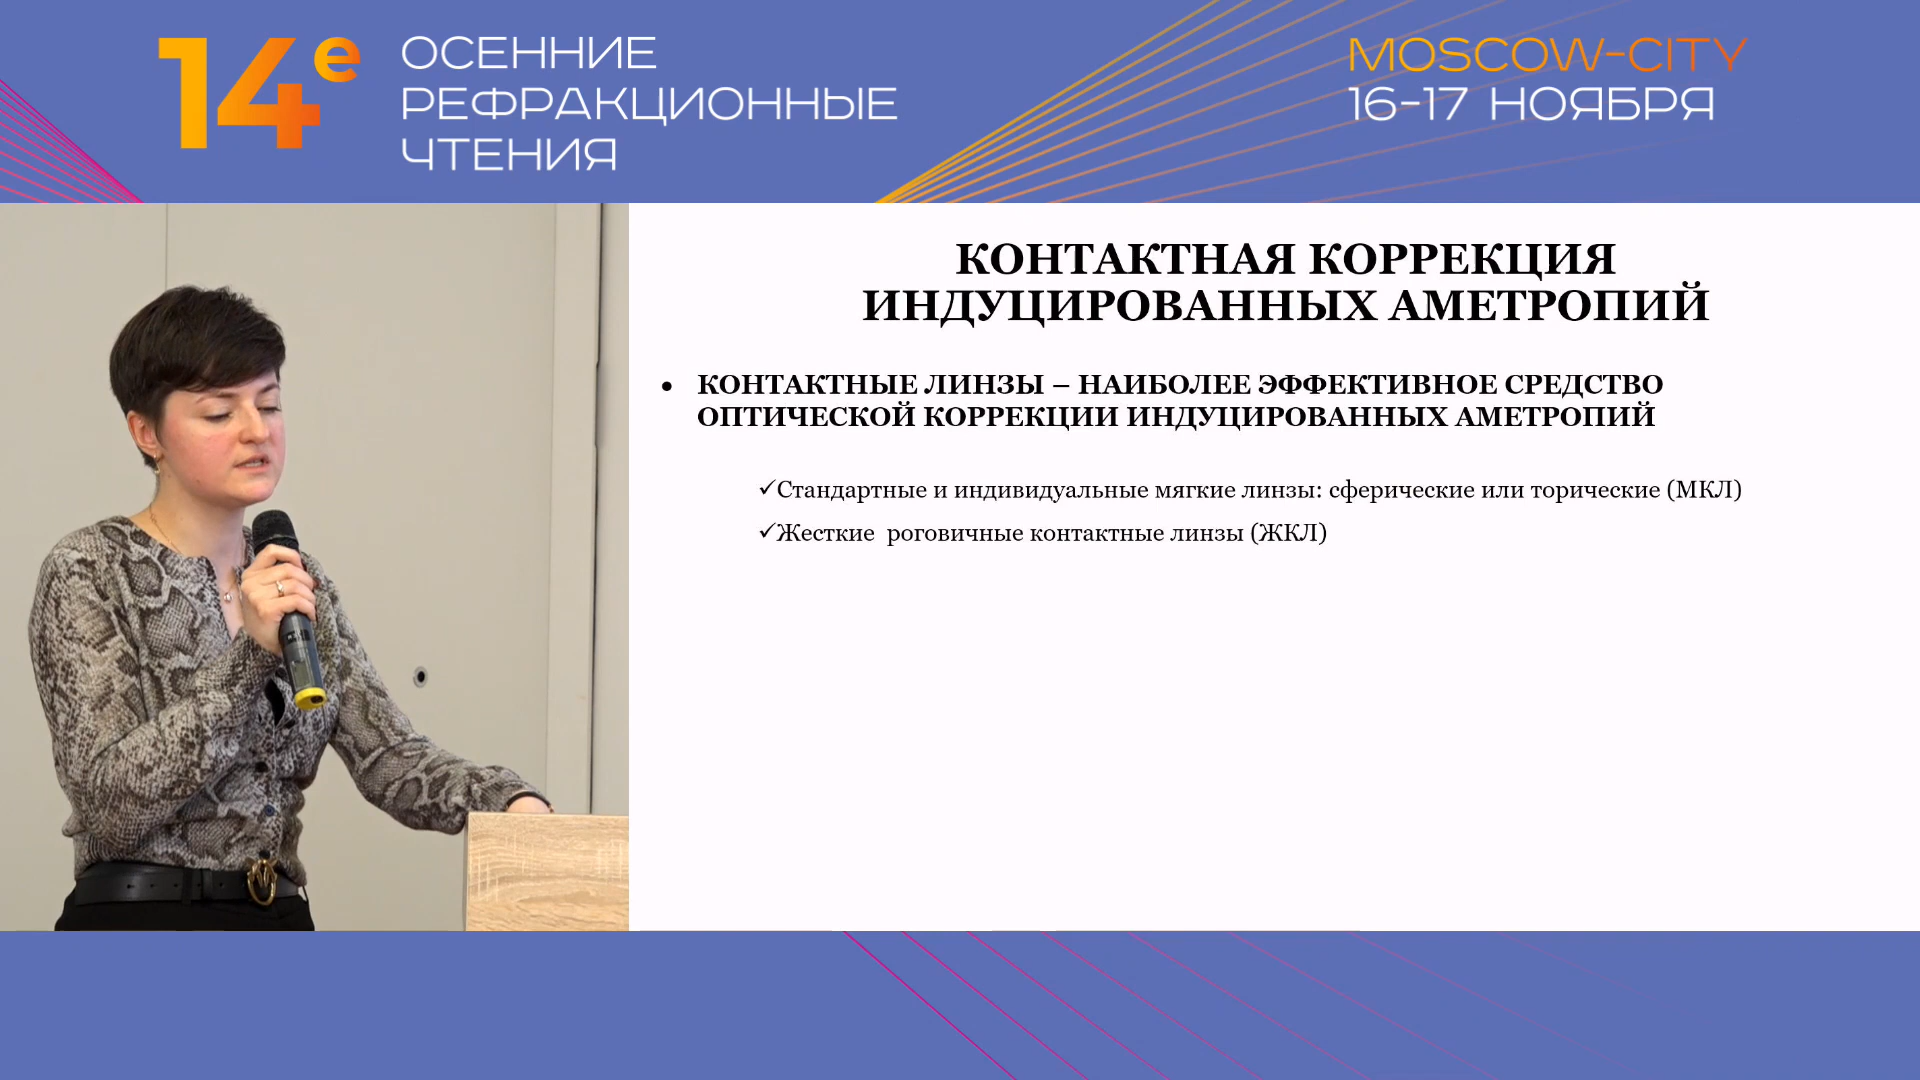 14е
ОСЕННИЕ
РЕФРАКЦИОННЫЕ
ЧТЕНИЯ
MOSCOW-CITY
16-17 НОЯБРЯ
КОНТАКТНАЯ КОРРЕКЦИЯ
ИНДУЦИРОВАННЫХ АМЕТРОПИЙ
• КОНТАКТНЫЕ ЛИНЗЫ – НАИБОЛЕЕ ЭФФЕКТИВНОЕ СРЕДСТВО
ОПТИЧЕСКОЙ КОРРЕКЦИИ ИНДУЦИРОВАННЫХ АМЕТРОПИЙ
✓Стандартные и индивидуальные мягкие линзы: сферические или торические (МКЛ)
✓Жесткие роговичные контактные линзы (ЖКЛ)